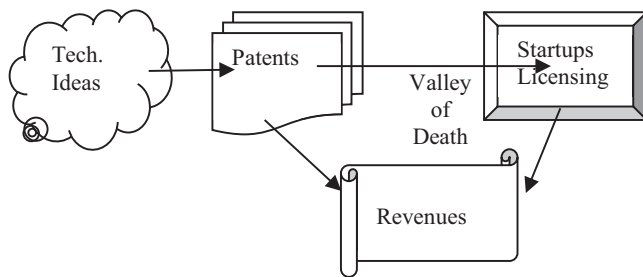 Tech.
Ideas
Patents
Valley
of
Death
Startups
Licensing
Revenues